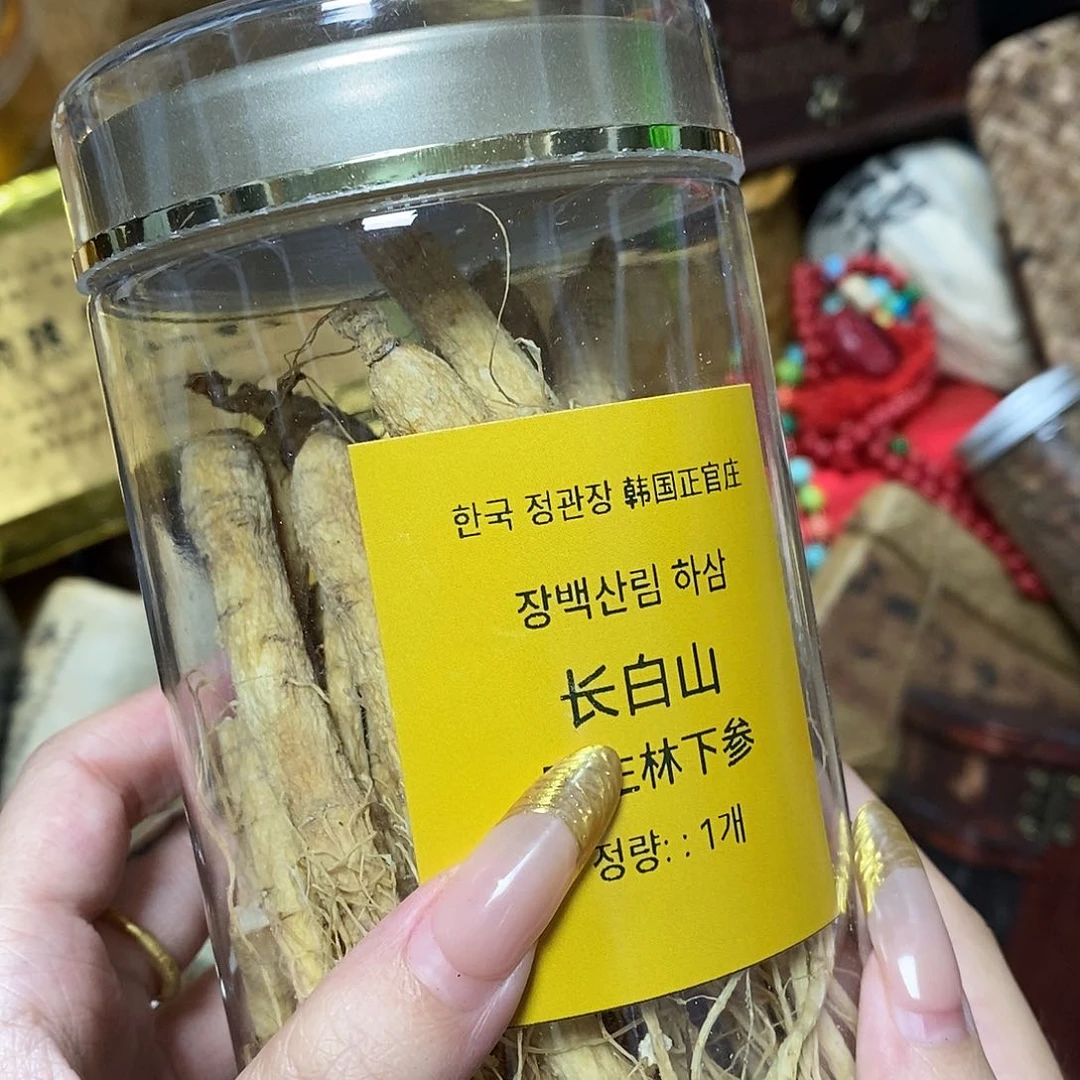 한국 정관장 韩国正官庄
장백산림 하삼
长白山
林下参
정량: : 1개